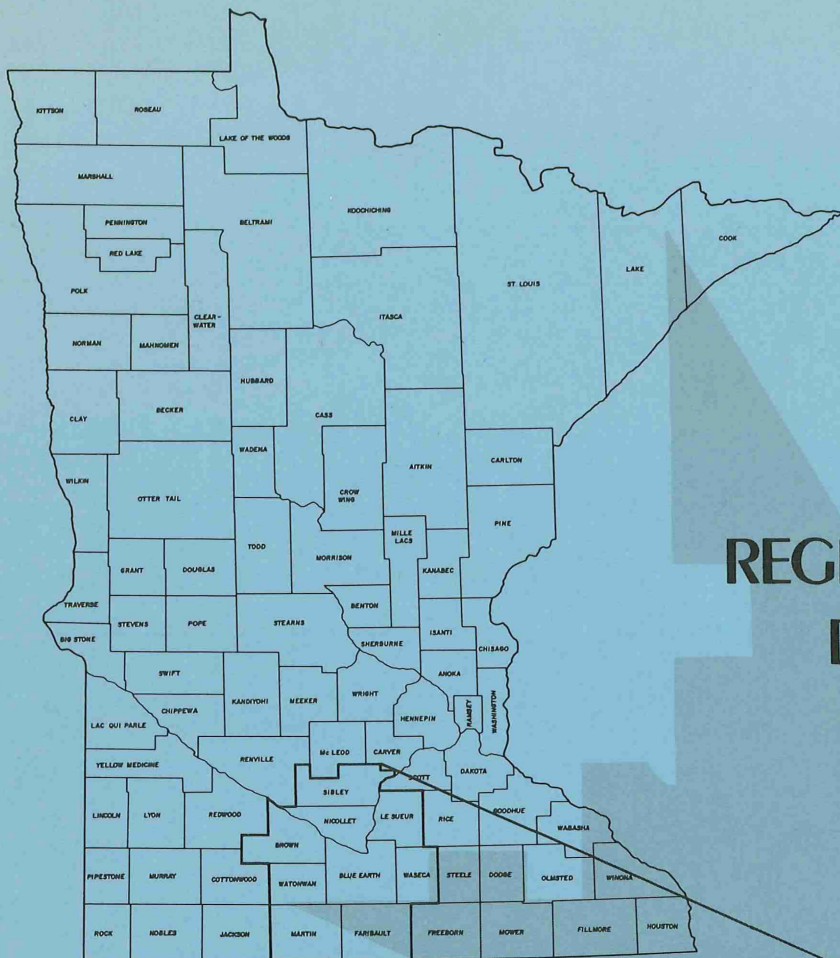 KITTSON
ROSEAU
LAKE OF THE WOODS
MARSHALL
KOOCHICHING
PENNINGTON
BELTRAMI
RED LAKE
COOK
LAKE
ST. LOUIS
POLK
CLEAR-
WATER
ITASCA
NORMAN
MAHNOMEN
HUBBARD
BECKER
CLAY
CASS
WADENA
CARLTON
AITKIN
WILKIN
OTTER TAIL
CROW
WING
PINE
MILLE
LACS
TODD
MORRISON
KANABEC
GRANT
DOUGLAS
REGI
TRAVERSE
BENTON
STEVENS
POPE
STEARNS
ISANTI
BIG STONE
SHERBURNE
CHISAGO
SWIFT
ANOKA
KANDIYOHI
MEEKER
WRIGHT
RAMSEY
WASHINGTON
CHIPPEWA
HENNEPIN
LAC QUI PARLE
Mc LEOD
CARVER
RENVILLE
YELLOW MEDICINE
SCOTT
DAKOTA
SIBLEY
LINCOLN
LYON
REDWOOD
NICOLLET
LE SUEUR
RICE
GOODHUE
WABASHA
BROWN
PIPESTONE
MURRAY
COTTONWOOD
WATONWAN
BLUE EARTH
WASECA
STEELE
DODGE
OLMSTED
WINONA
ROCK
NOBLES
JACKSON
MARTIN
FARIBAULT
FREEBORN
MOWER
FILLMORE
HOUSTON